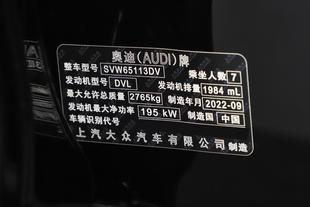 奥迪(AUDI)牌
整车型号 SVW65113DV 乘坐人数 7
发动机型号 DVL 发动机排量 1984 mL
最大允许总质量 2765kg 制造年月 2022-09
发动机最大净功率 195 kW 制造国 中国
车辆识别代号
上汽大众汽车有限公司 制造